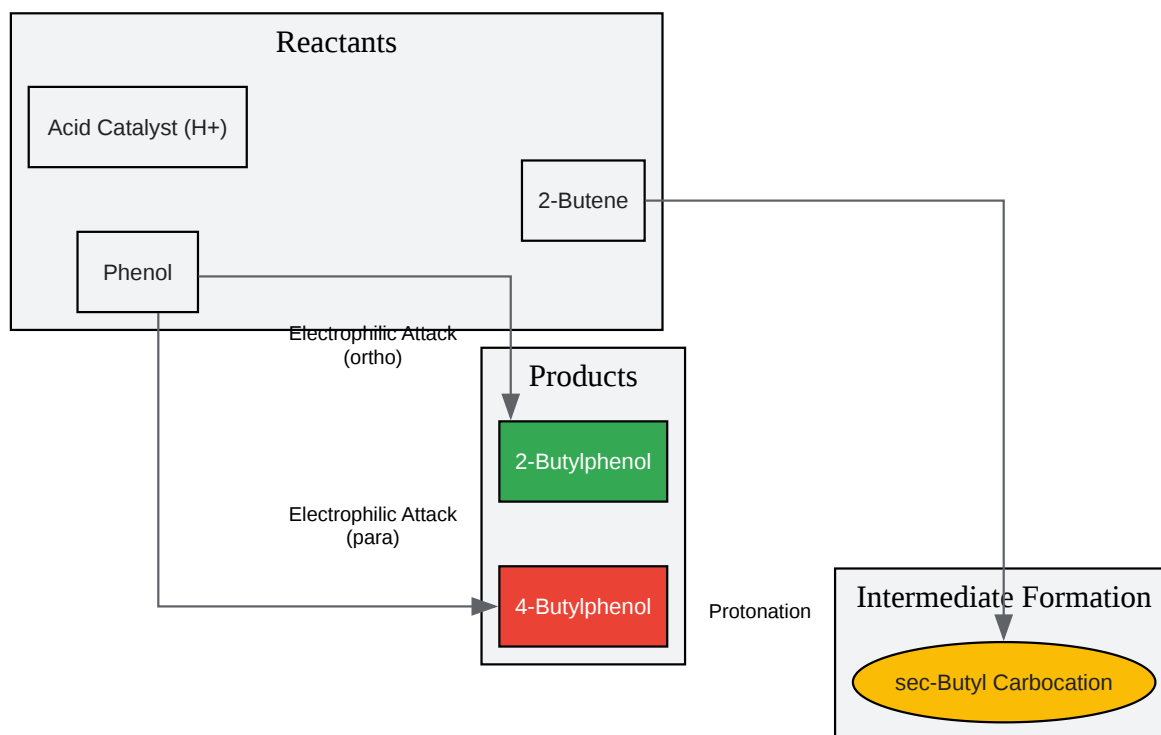 Reactants
Acid Catalyst (H+)
2-Butene
Phenol
Electrophilic Attack
(ortho)
Products
2-Butylphenol
Electrophilic Attack
(para)
4-Butylphenol
Protonation
Intermediate Formation
sec-Butyl Carbocation